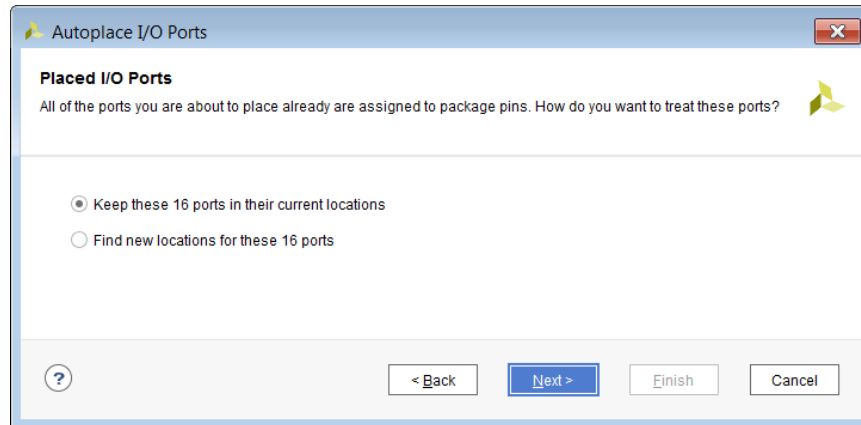 Autoplace I/O Ports
Placed I/O Ports
All of the ports you are about to place already are assigned to package pins. How do you want to treat these ports?
Keep these 16 ports in their current locations
Find new locations for these 16 ports
?
< Back
Next >
Finish
Cancel